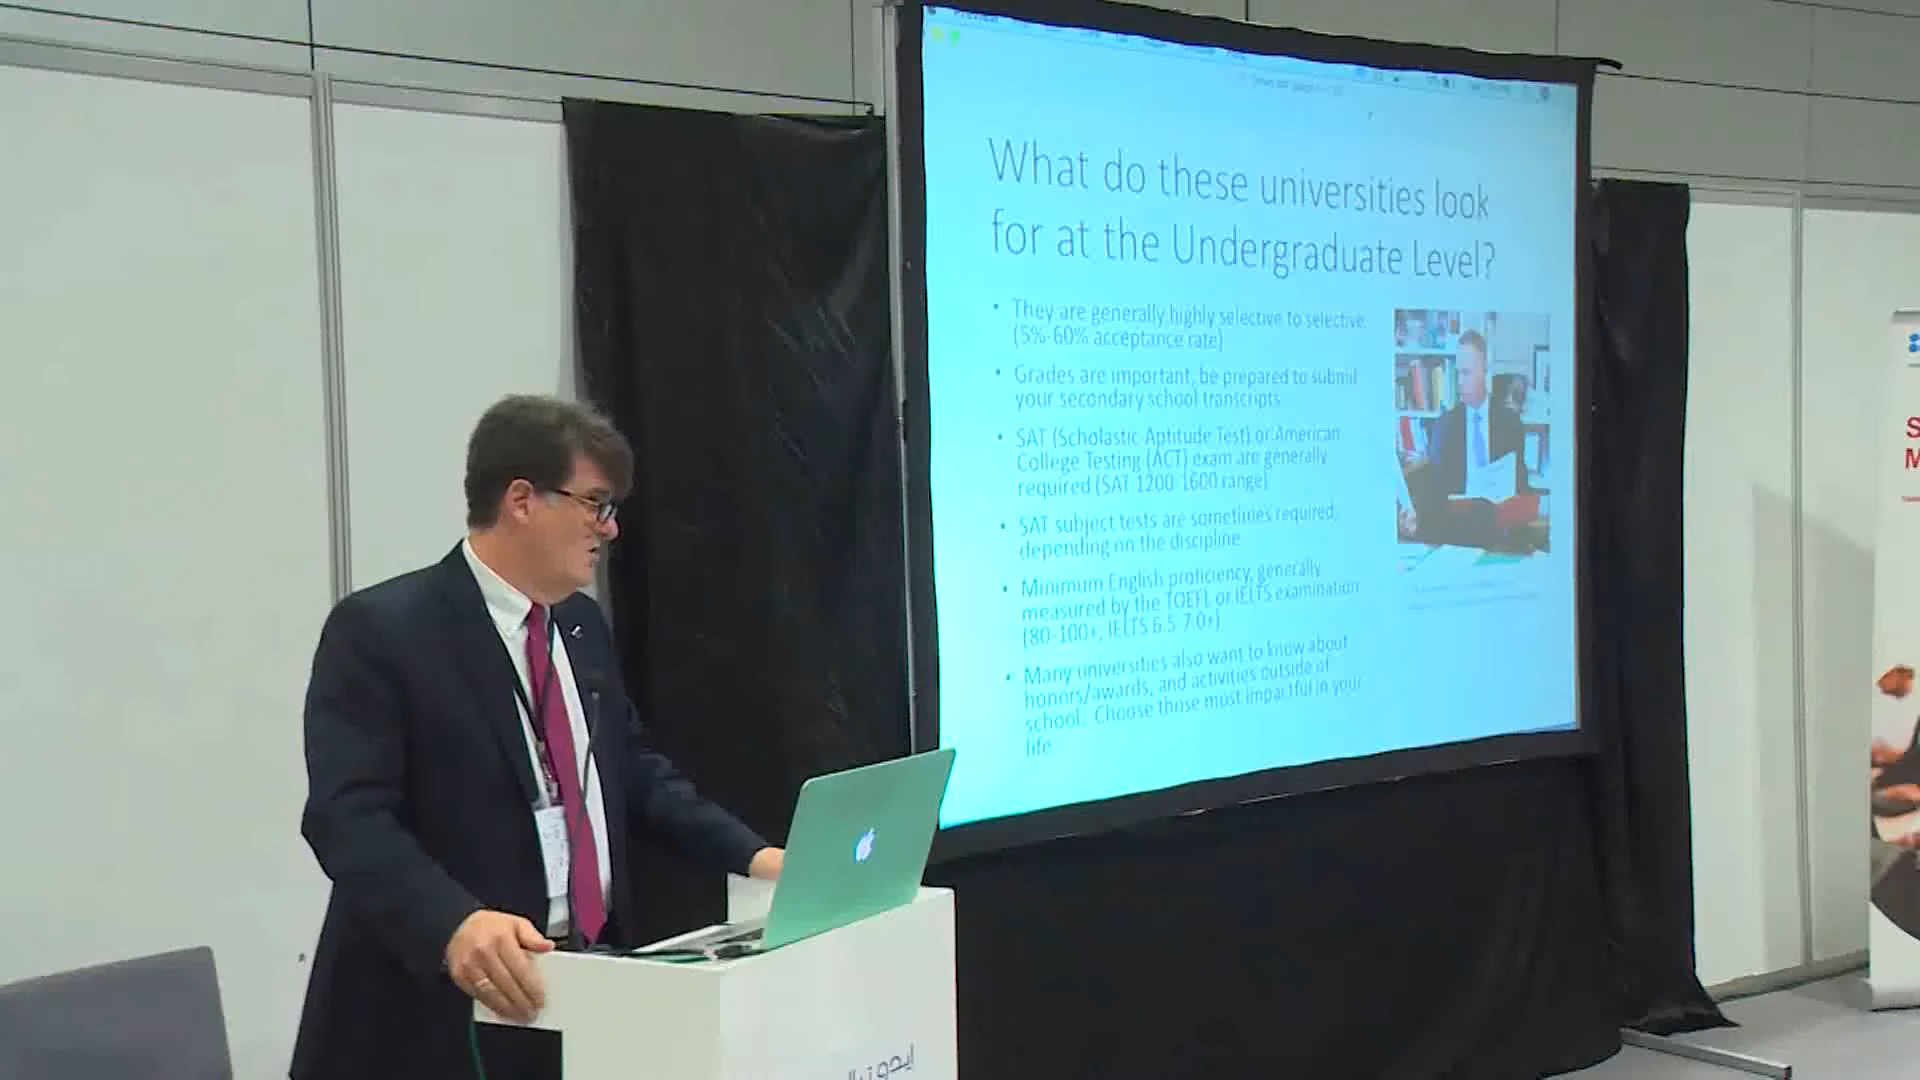 What do these universities look
for at the Undergraduate Level?
• They are generally highly selective to selective
(5%-60% acceptance rate)
• Grades are important, be prepared to submit
your secondary school transcripts
• SAT (Scholastic Aptitude Test) or American
College Testing (ACT) exam are generally
required (SAT 1200-1600 range)
• SAT subject tests are sometimes required,
depending on the discipline
• Minimum English proficiency, generally
measured by the TOEFL or IELTS examination
(80-100+, IELTS 6.5-7.0+)
• Many universities also want to know about
honors/awards, and activities outside of
school. Choose those most impactful in your
life
S
M